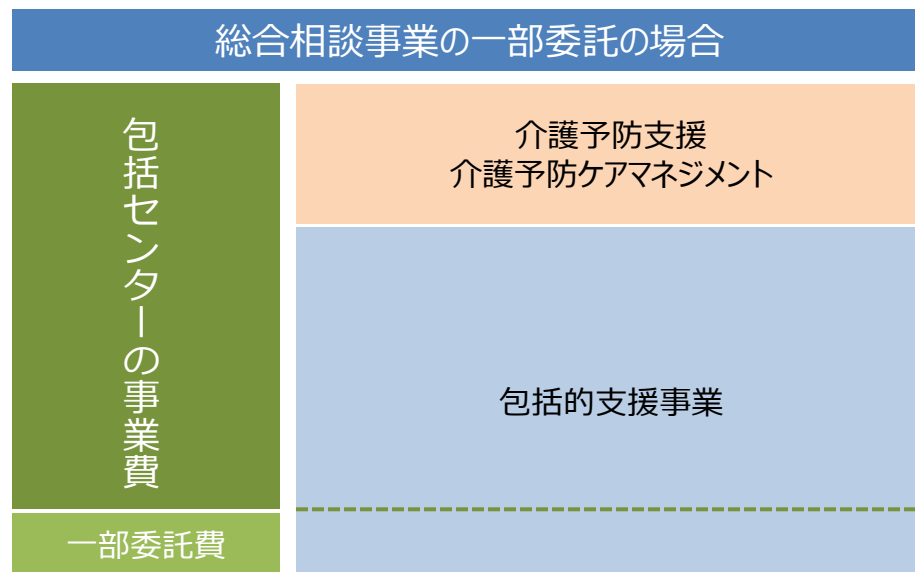 総合相談事業の一部委託の場合
包括センターの事業費
介護予防支援
介護予防ケアマネジメント
包括的支援事業
一部委託費